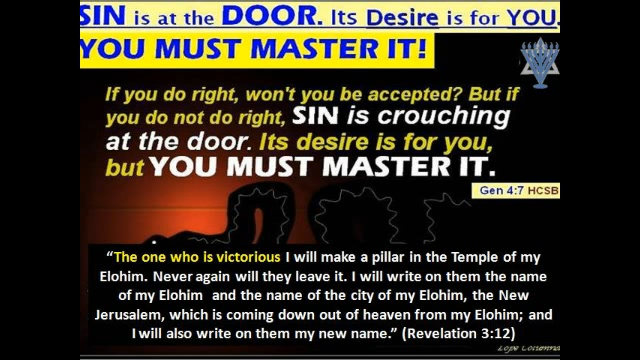 SIN is at the DOOR. Its Desire is for YOU.
YOU MUST MASTER IT!
If you do right, won't you be accepted? But if
you do not do right, SIN is crouching
at the door. Its desire is for you,
but YOU MUST MASTER IT.
Gen 4:7 HCSB
“The one who is victorious I will make a pillar in the Temple of my
Elohim. Never again will they leave it. I will write on them the name
of my Elohim and the name of the city of my Elohim, the New
Jerusalem, which is coming down out of heaven from my Elohim; and
I will also write on them my new name.” (Revelation 3:12)